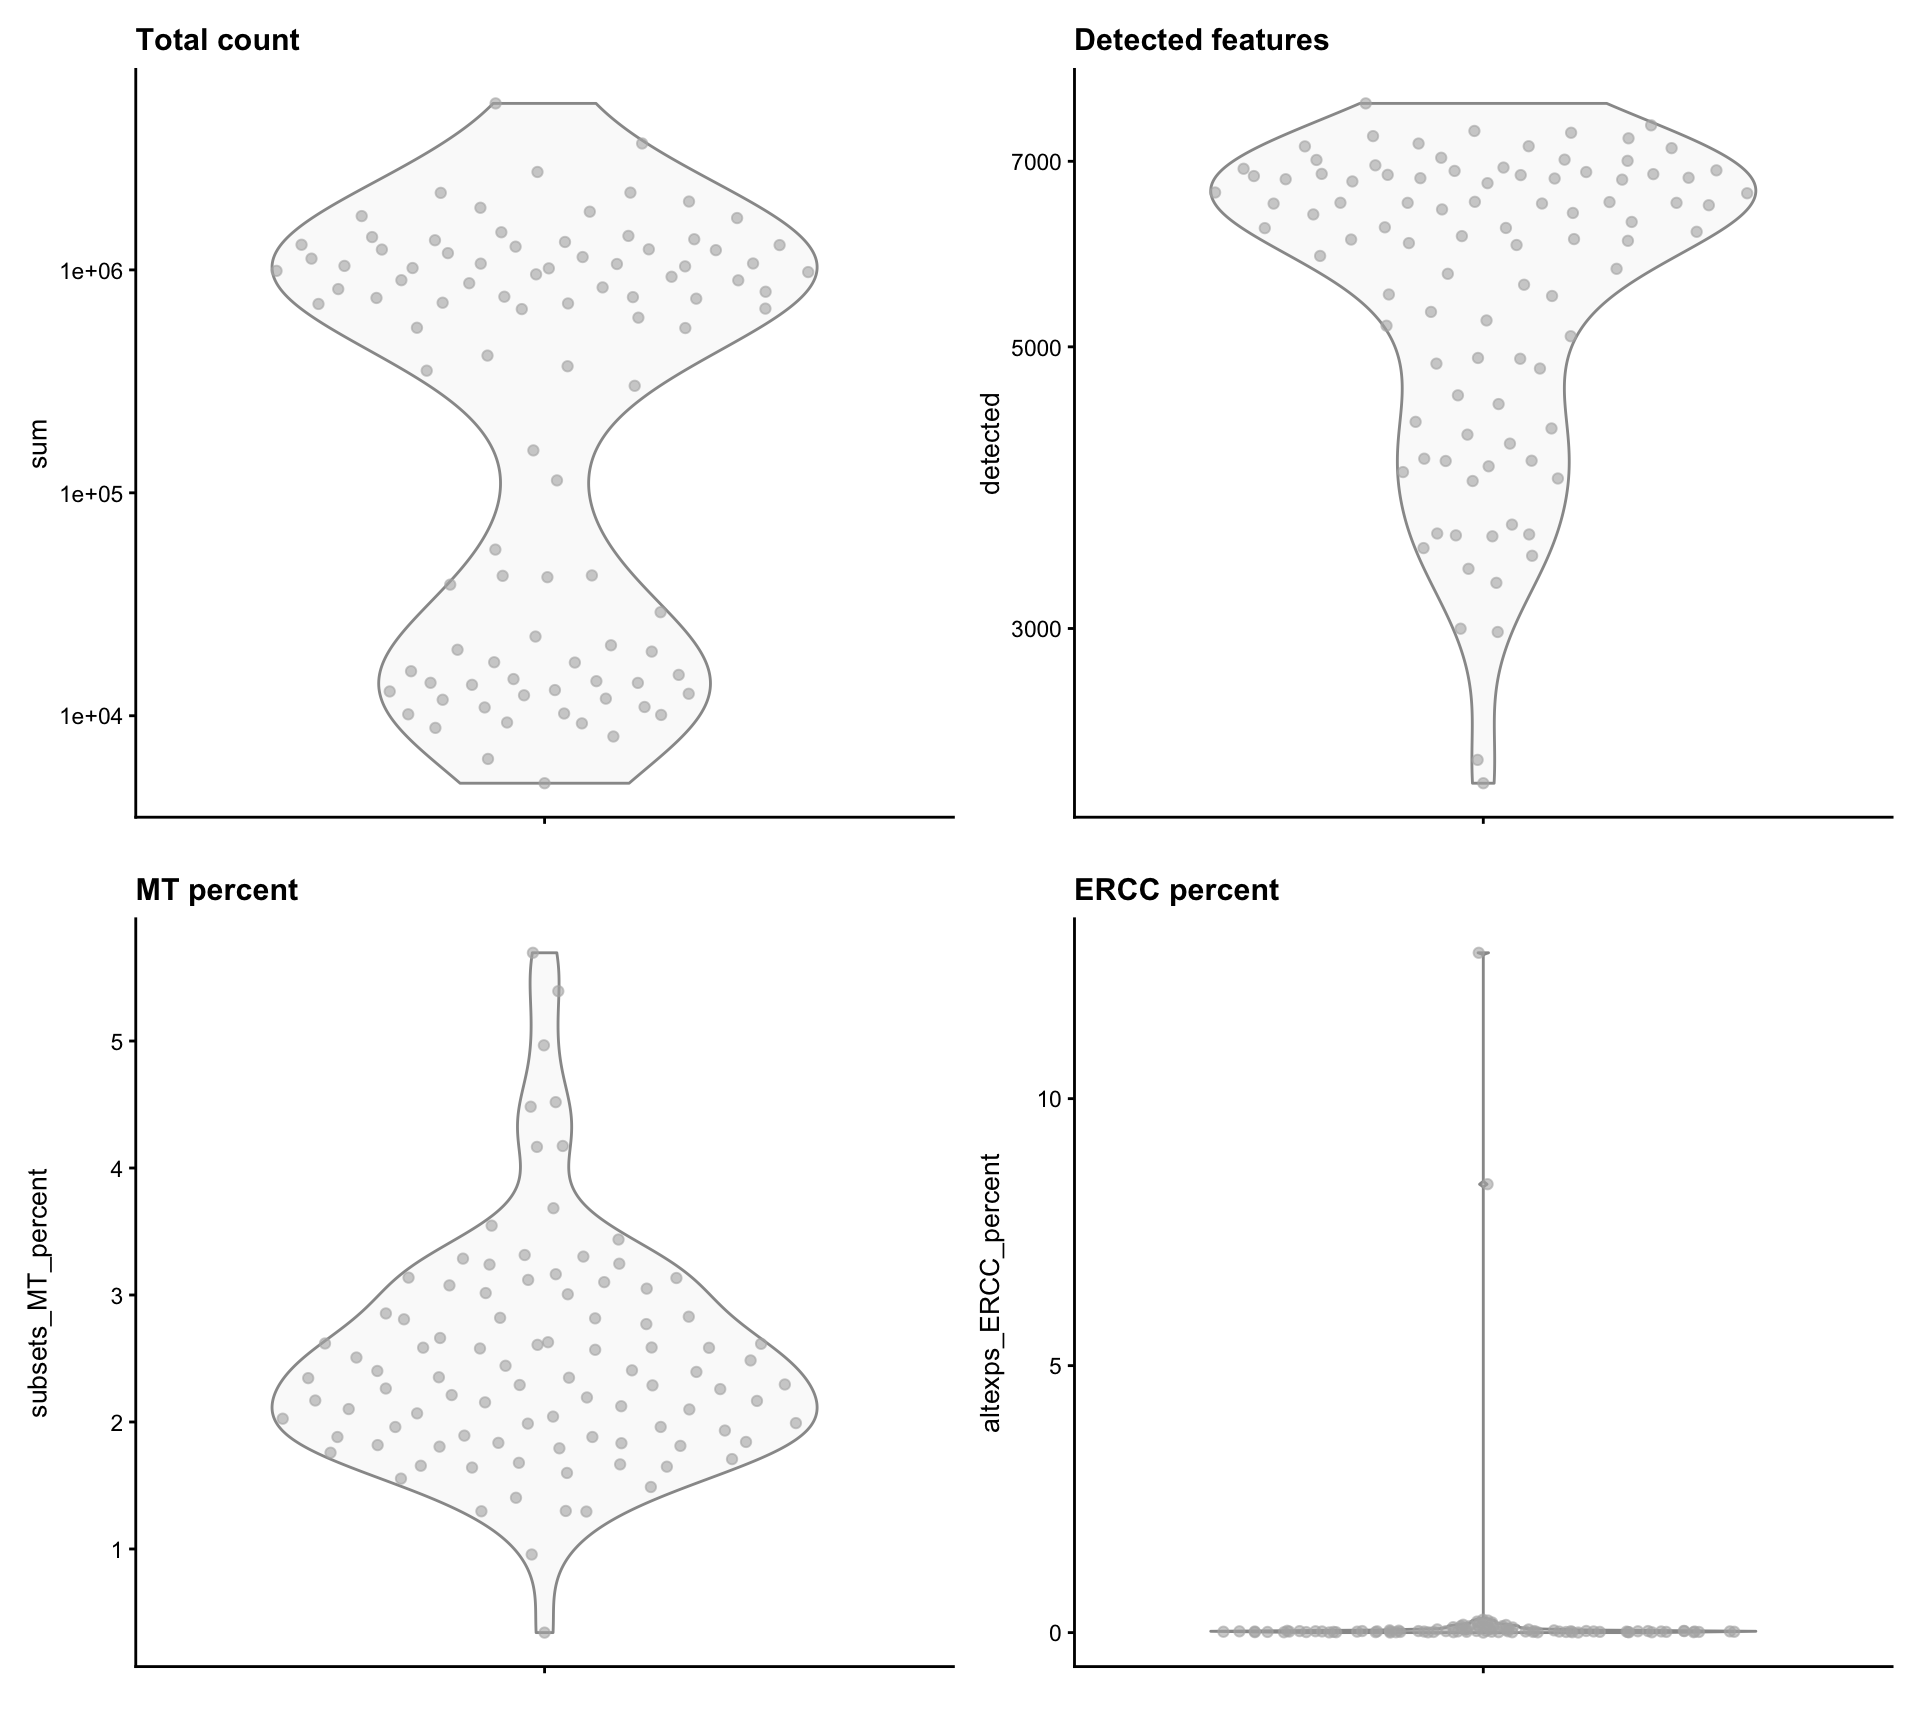 Total count
sum
1e+06
1e+05
1e+04
Detected features
detected
7000
5000
3000
MT percent
subsets_MT_percent
5
4
3
2
1
ERCC percent
altexps_ERCC_percent
10
5
0